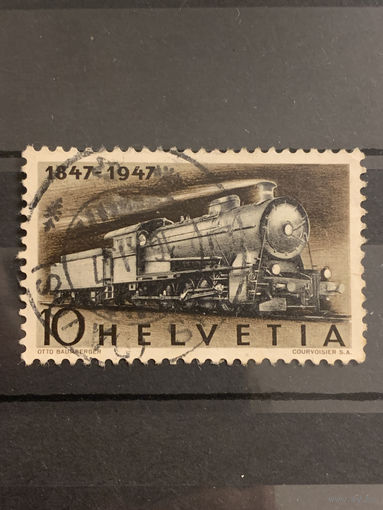 1847-1947
10 HELVETIA
OTTO BAUMBERGER COURVOISIER S.A.